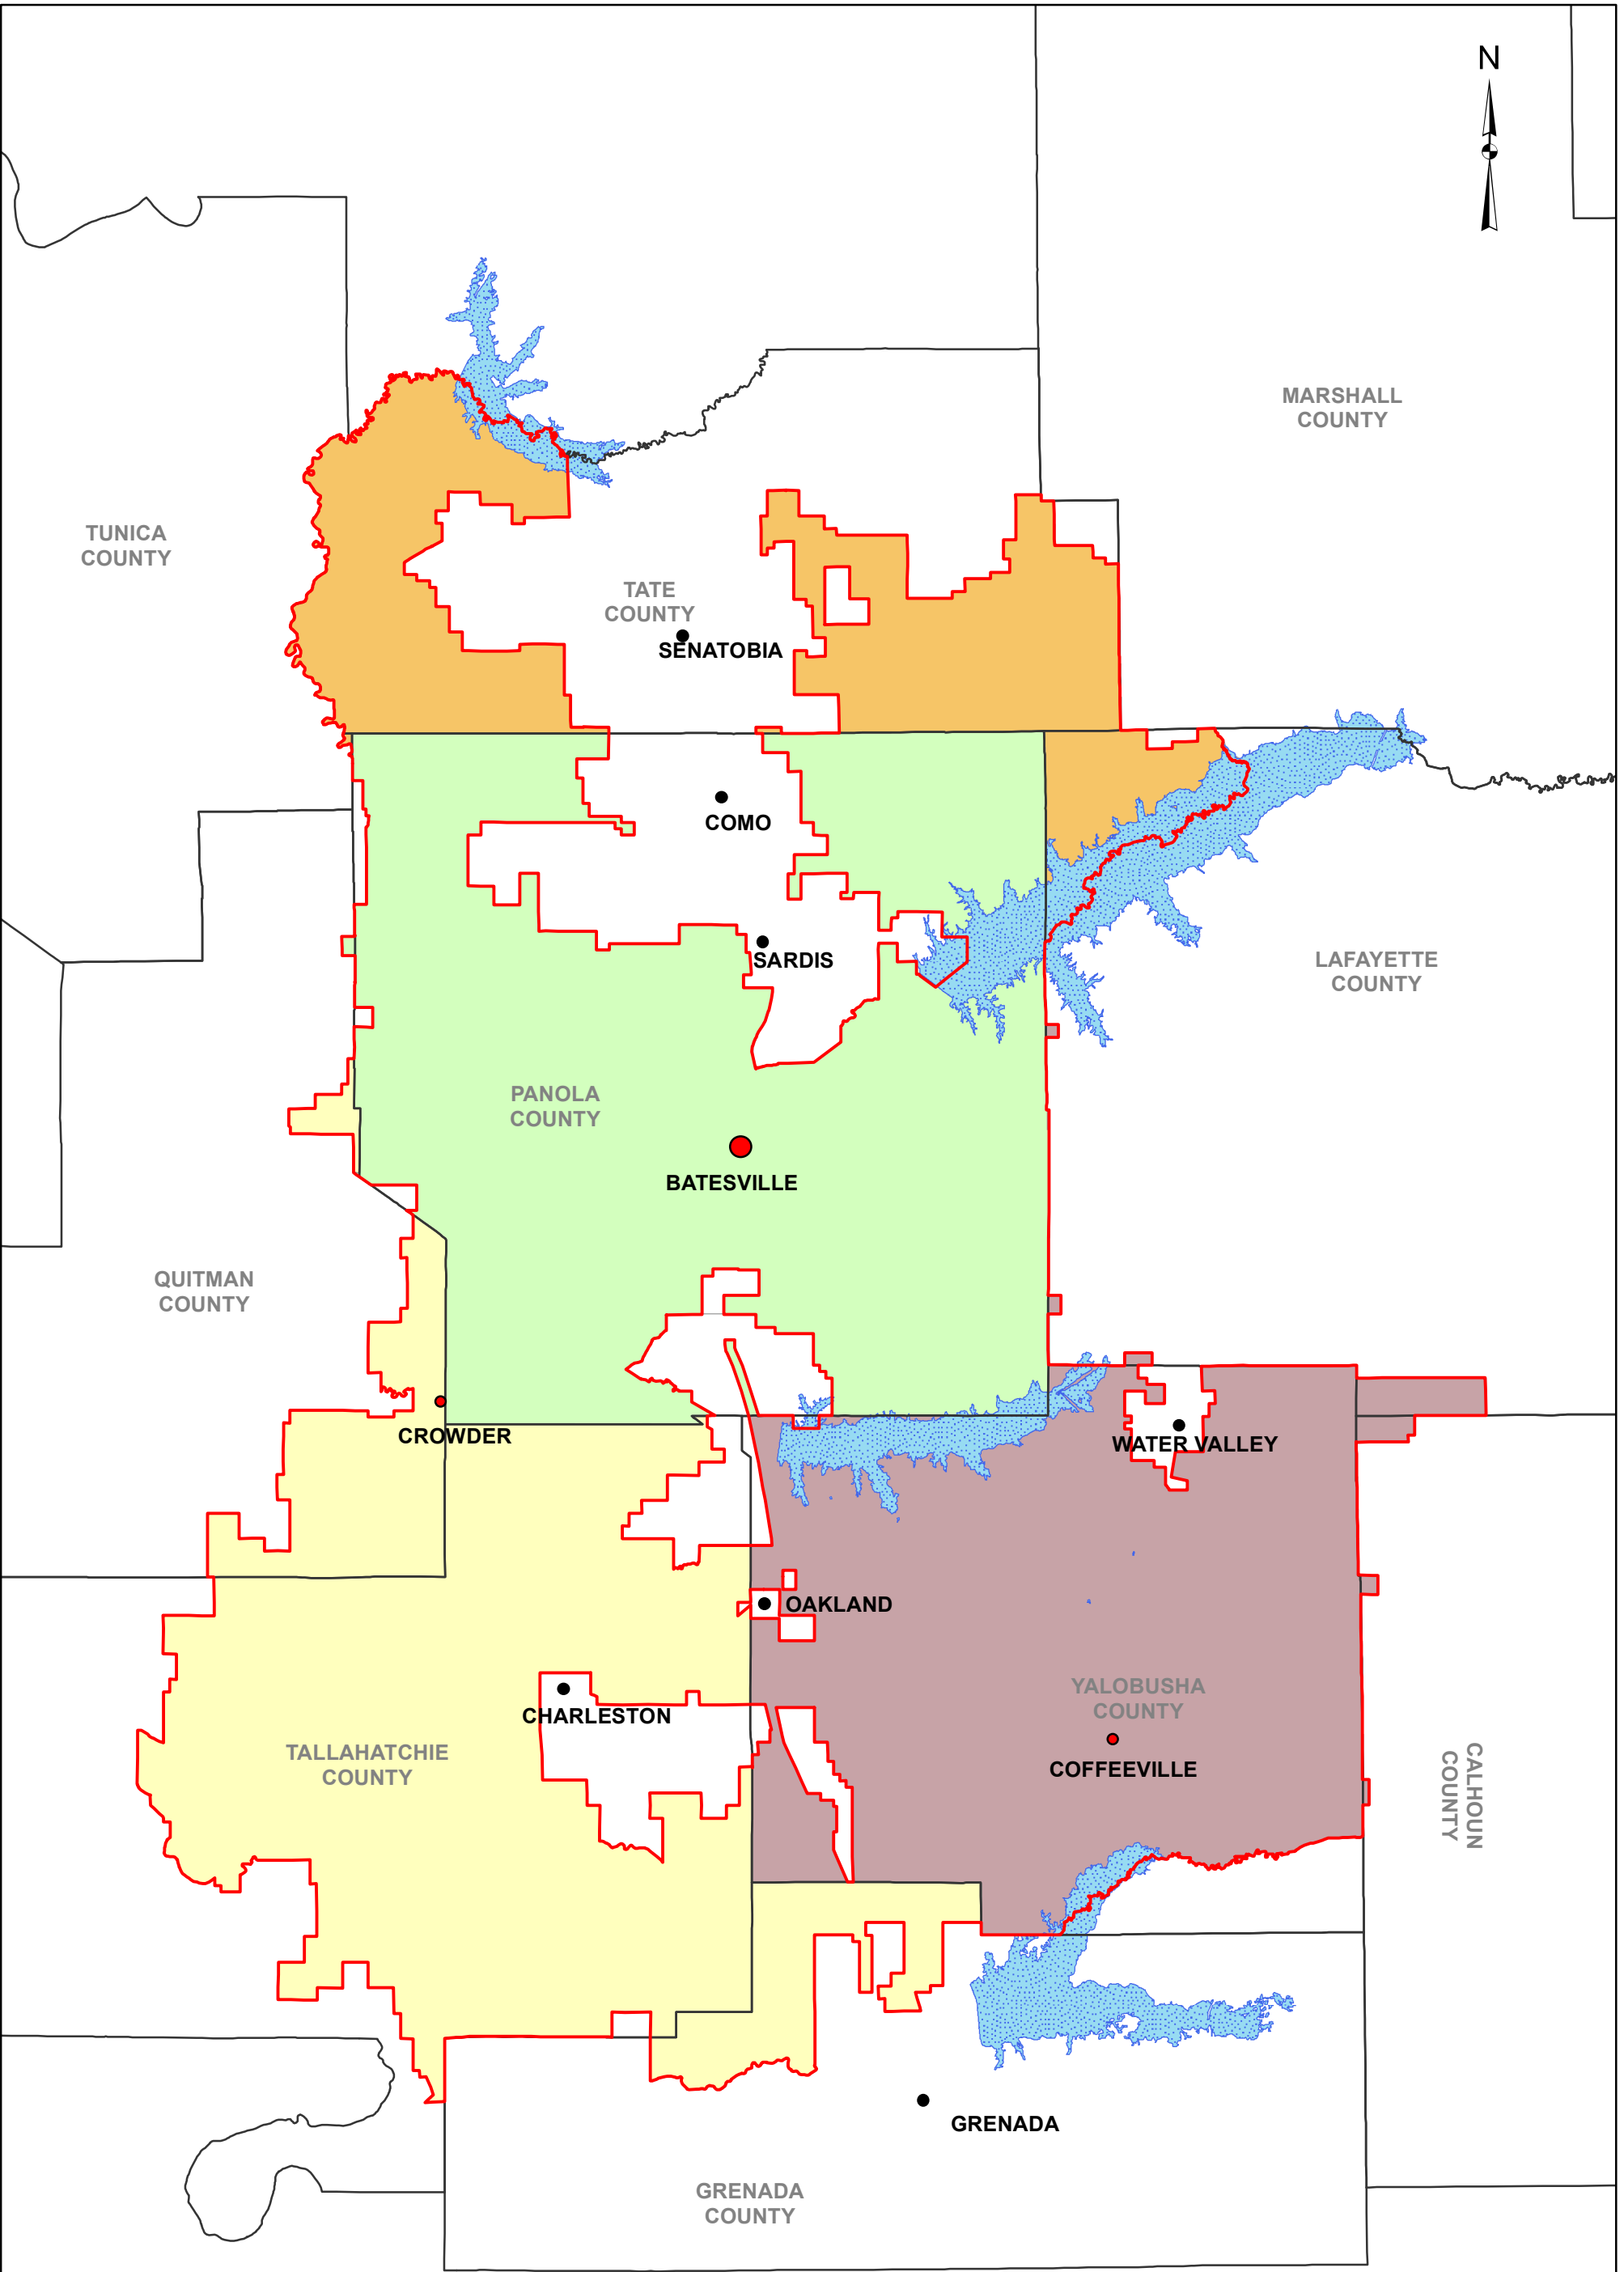 N
MARSHALL
COUNTY
TUNICA
COUNTY
TATE
COUNTY
SENATOBIA
COMO
SARDIS
LAFAYETTE
COUNTY
PANOLA
COUNTY
BATESVILLE
QUITMAN
COUNTY
CROWDER
WATER VALLEY
OAKLAND
YALOBUSHA
COUNTY
CHARLESTON
TALLAHATCHIE
COUNTY
COFFEEVILLE
CALHOUN
COUNTY
GRENADA
GRENADA
COUNTY